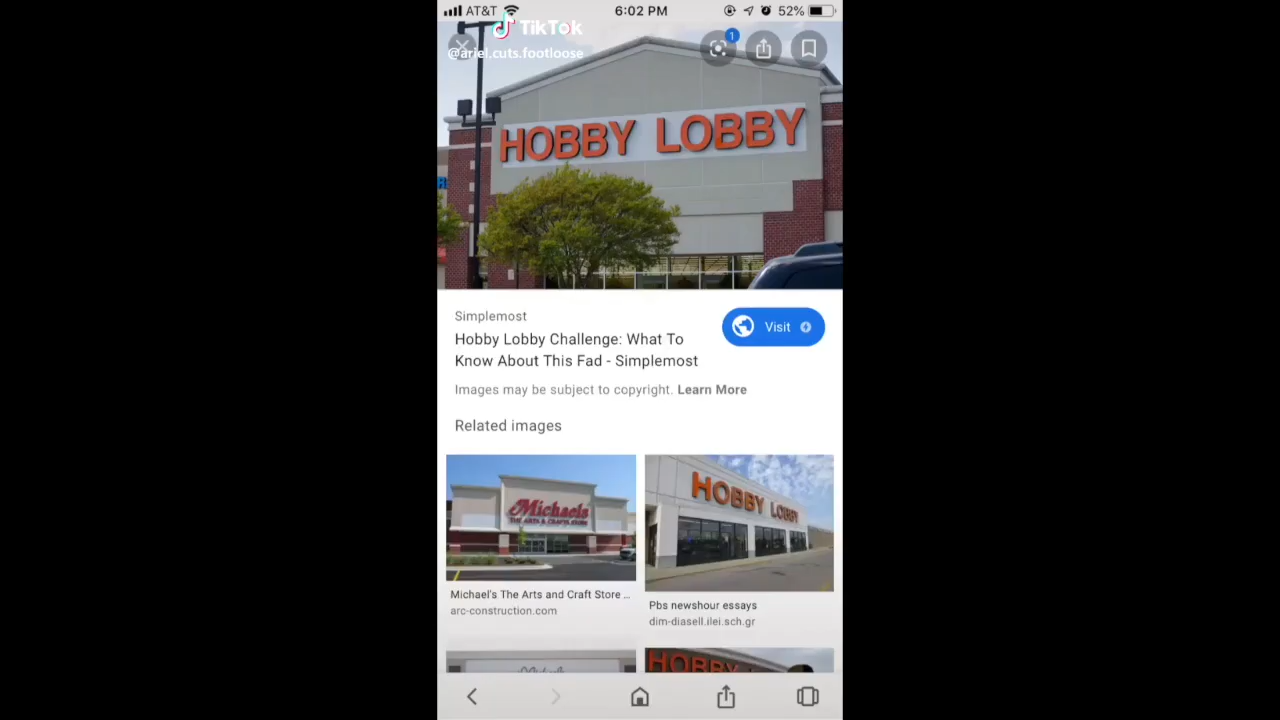 AT&T
6:02 PM
52%
TikTok
@ariel.cuts.footloose
1
HOBBY LOBBY
Simplemost
Hobby Lobby Challenge: What To
Know About This Fad - Simplemost
Visit
Images may be subject to copyright. Learn More
Related images
Michaels
THE ARTS & CRAFTS STORE
HOBBY LOBBY
Michael's The Arts and Craft Store ...
arc-construction.com
Pbs newshour essays
dim-diasell.ilei.sch.gr
HOBBY